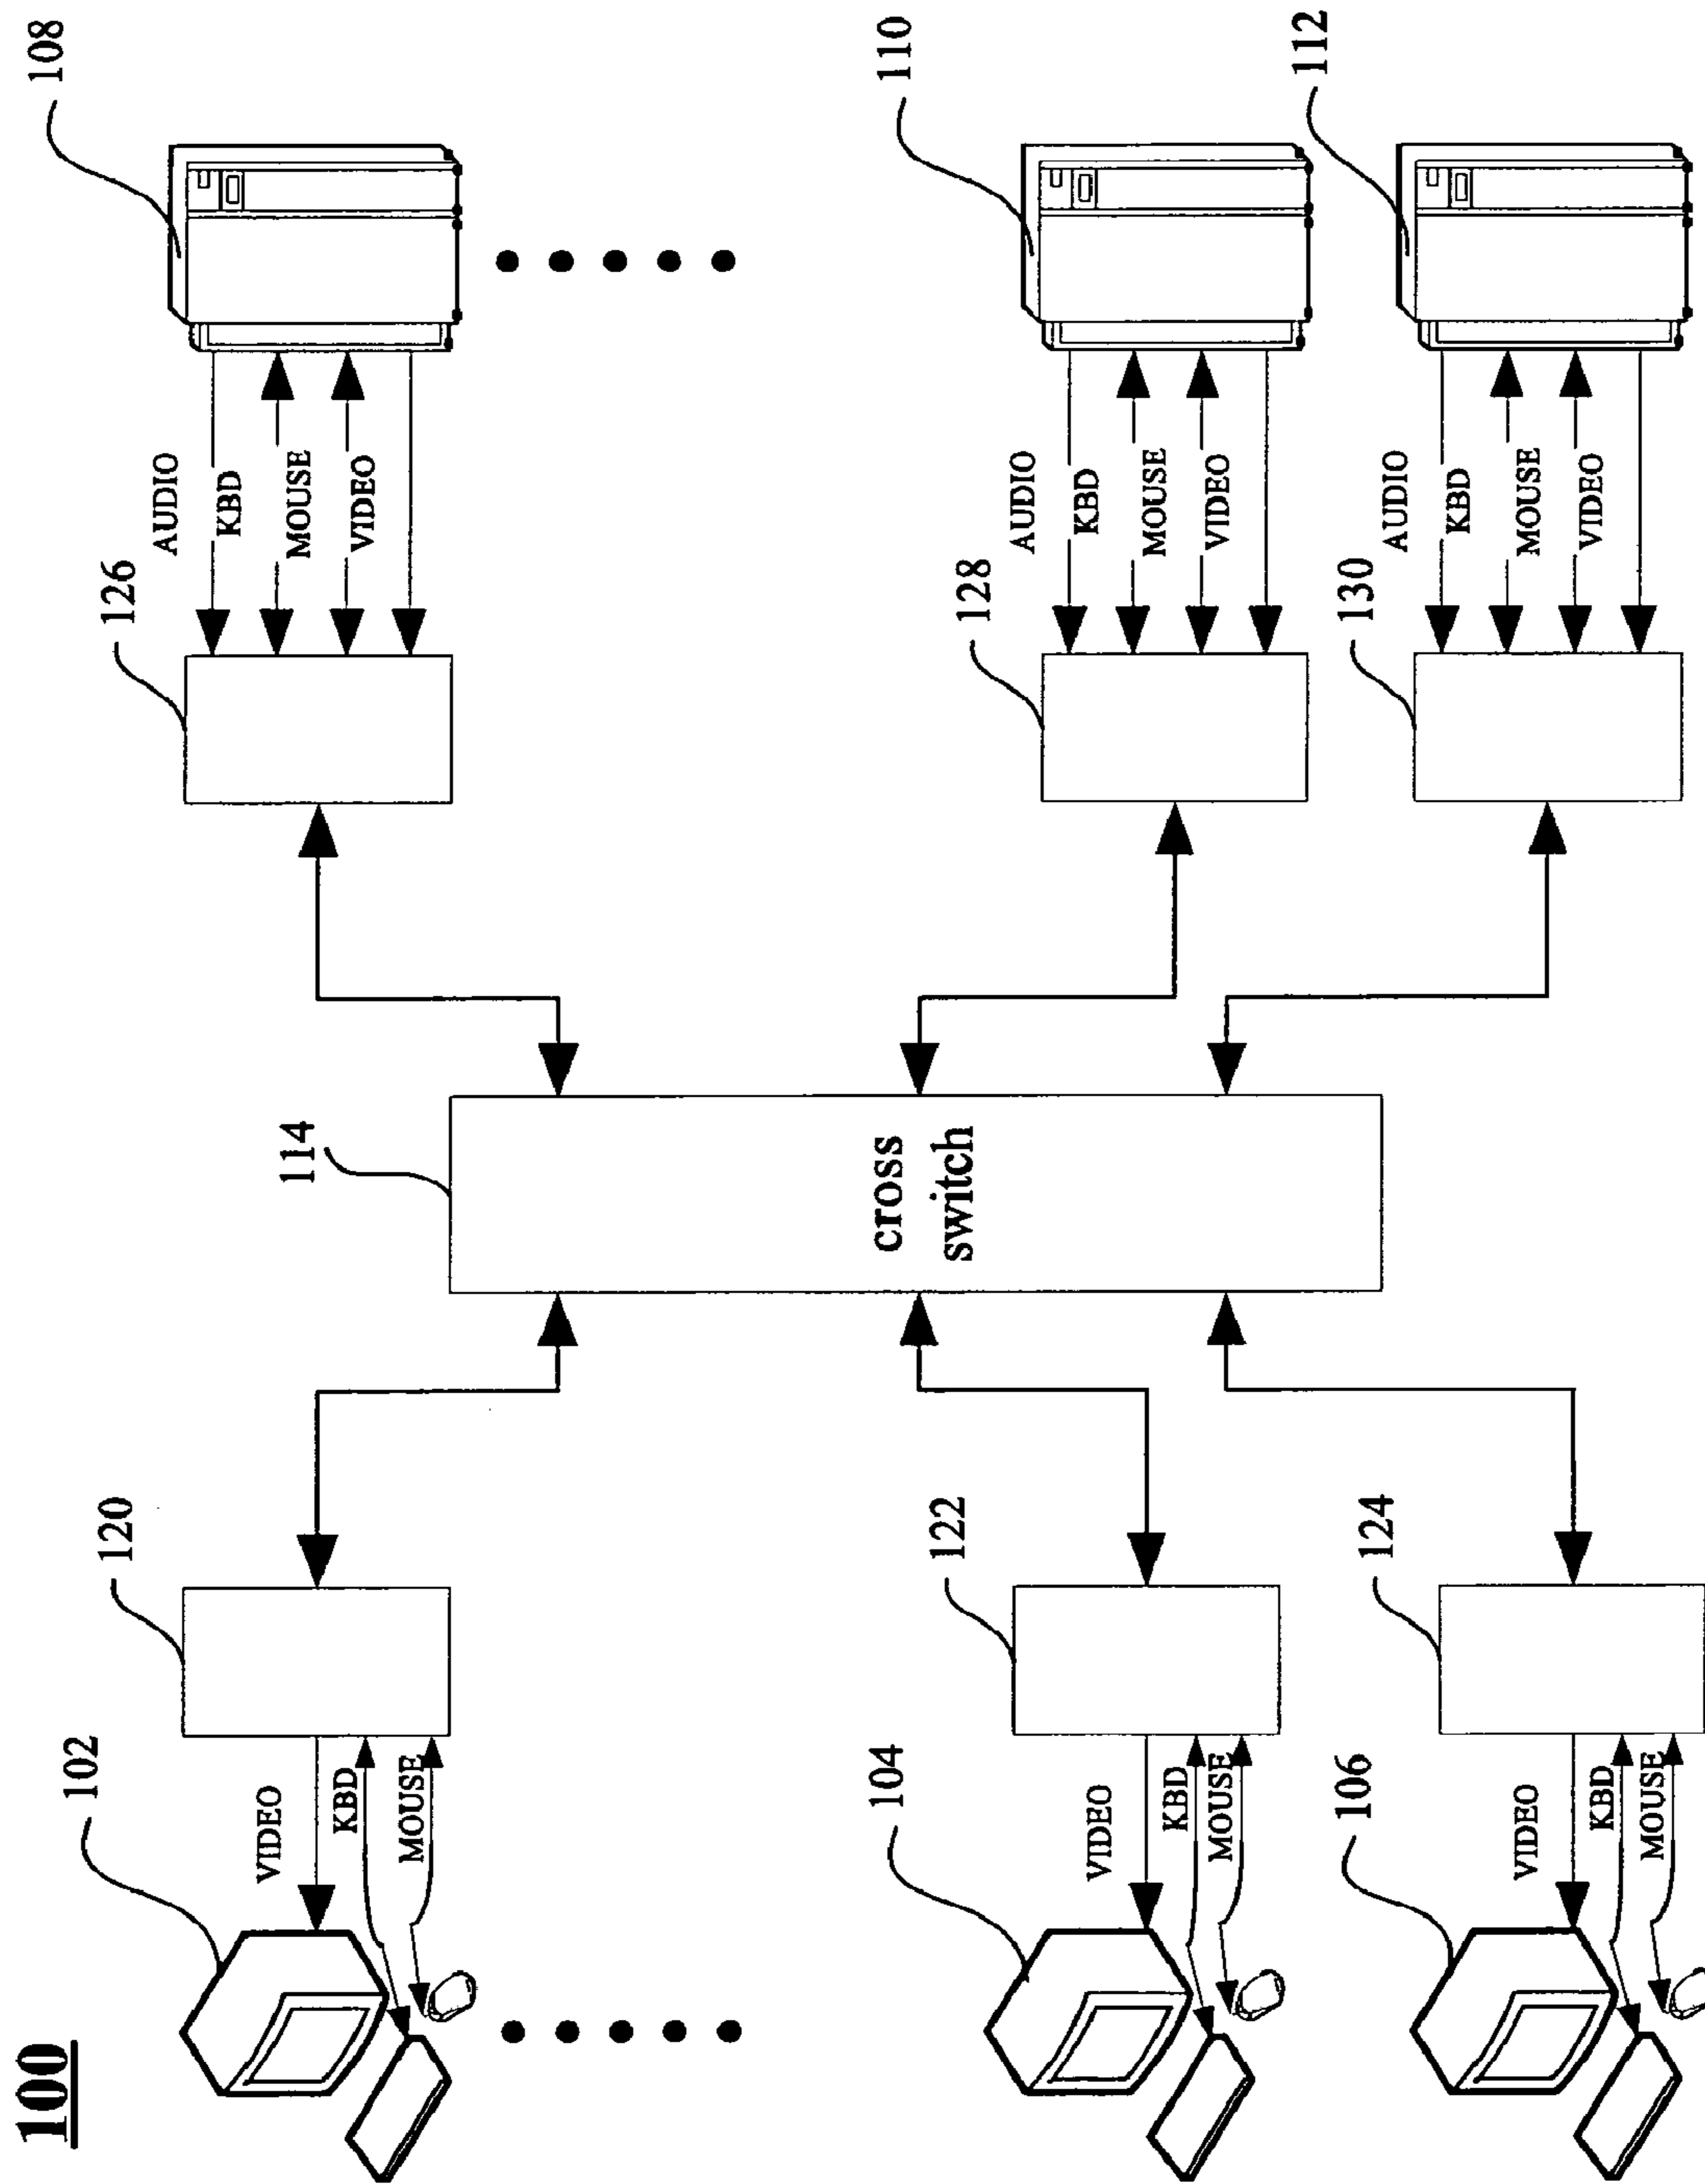 100
102
120
114
126
108
VIDEO
KBD
MOUSE
AUDIO
KBD
MOUSE
VIDEO
cross
switch
104
122
128
110
VIDEO
KBD
MOUSE
AUDIO
KBD
MOUSE
VIDEO
106
124
130
112
VIDEO
KBD
MOUSE
AUDIO
KBD
MOUSE
VIDEO